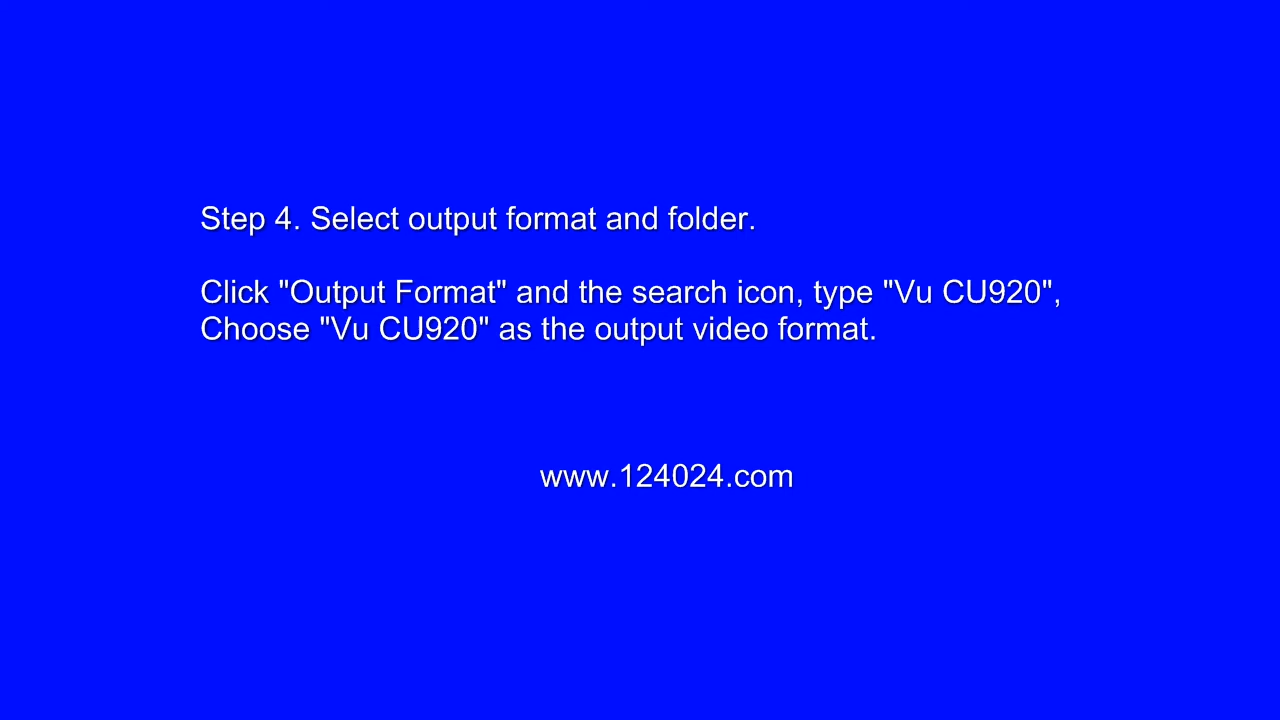 Step 4. Select output format and folder.
Click "Output Format" and the search icon, type "Vu CU920",
Choose "Vu CU920" as the output video format.
www.124024.com